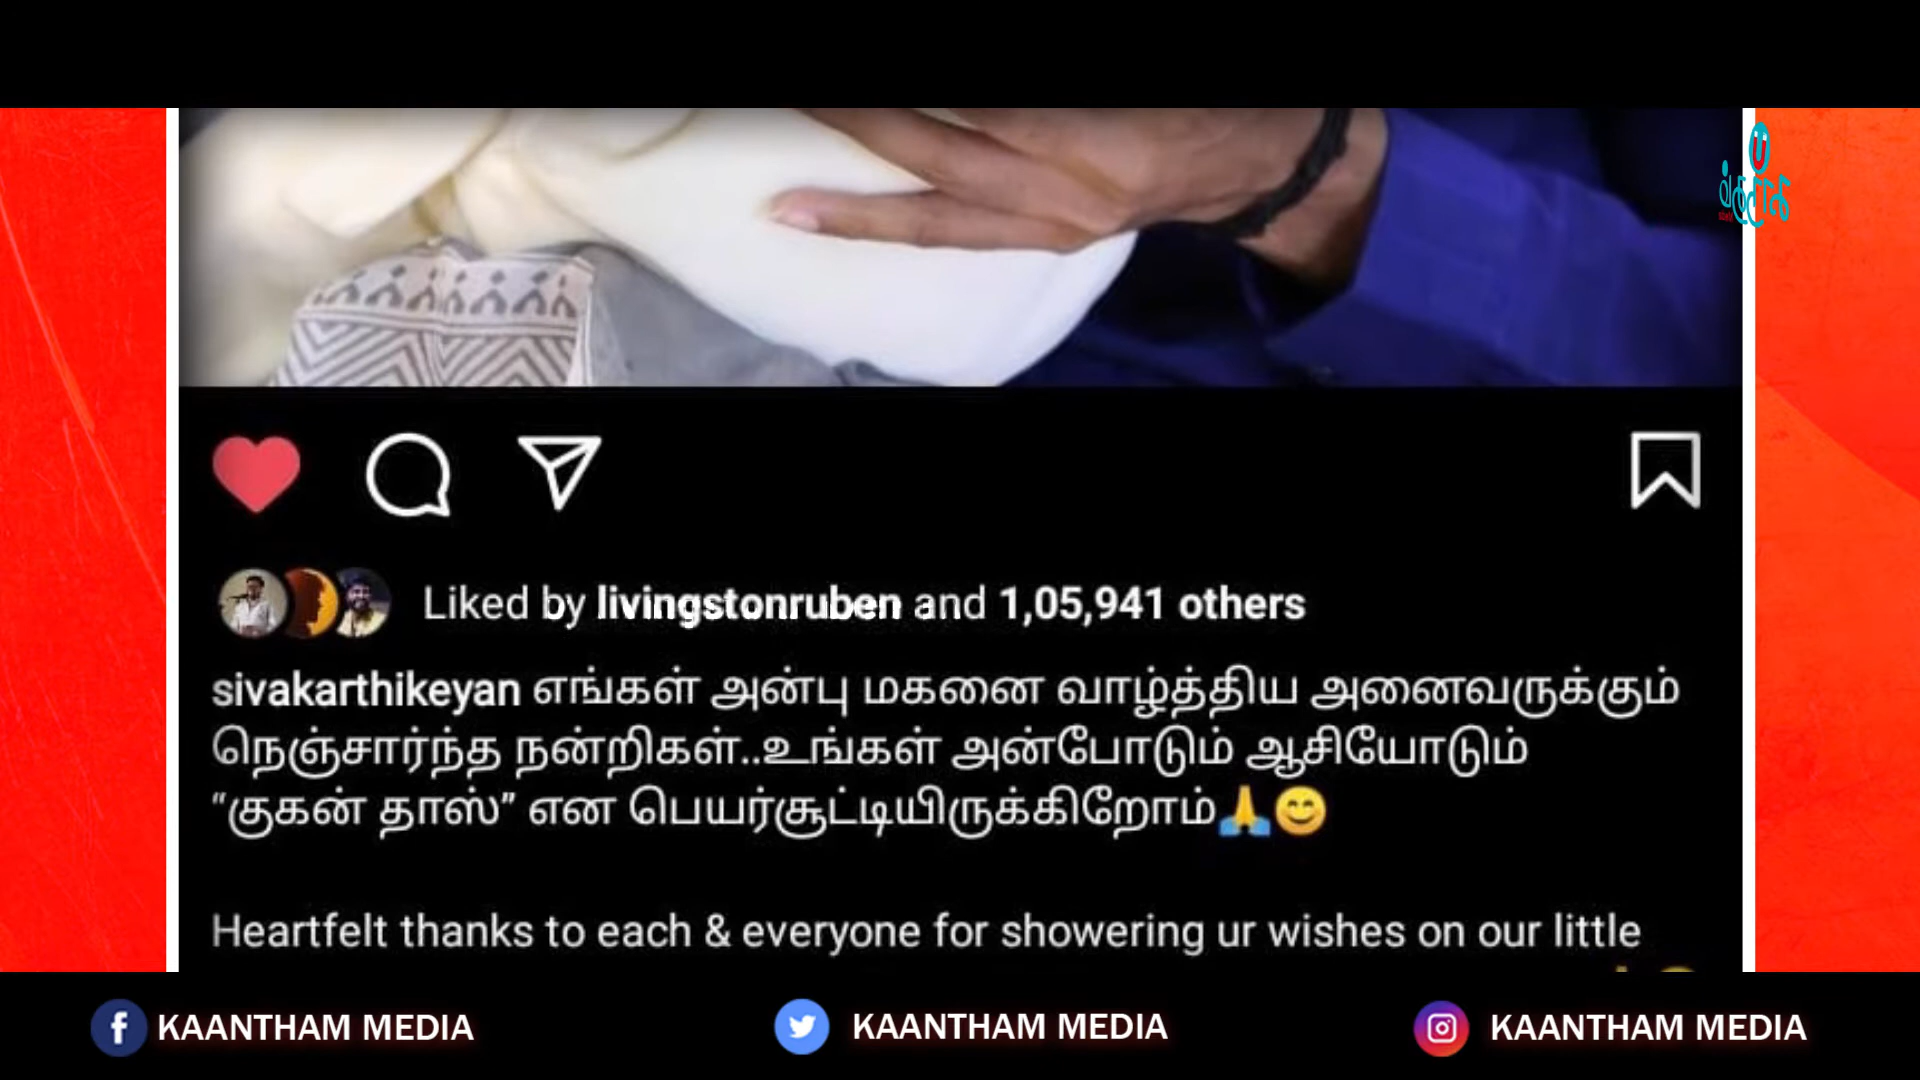 காந்தம்
Liked by livingstonruben and 1,05,941 others
sivakarthikeyan எங்கள் அன்பு மகனை வாழ்த்திய அனைவருக்கும்
நெஞ்சார்ந்த நன்றிகள்..உங்கள் அன்போடும் ஆசியோடும்
“குகன் தாஸ்” என பெயர்சூட்டியிருக்கிறோம்🙏😊
Heartfelt thanks to each & everyone for showering ur wishes on our little
KAANTHAM MEDIA
KAANTHAM MEDIA
KAANTHAM MEDIA